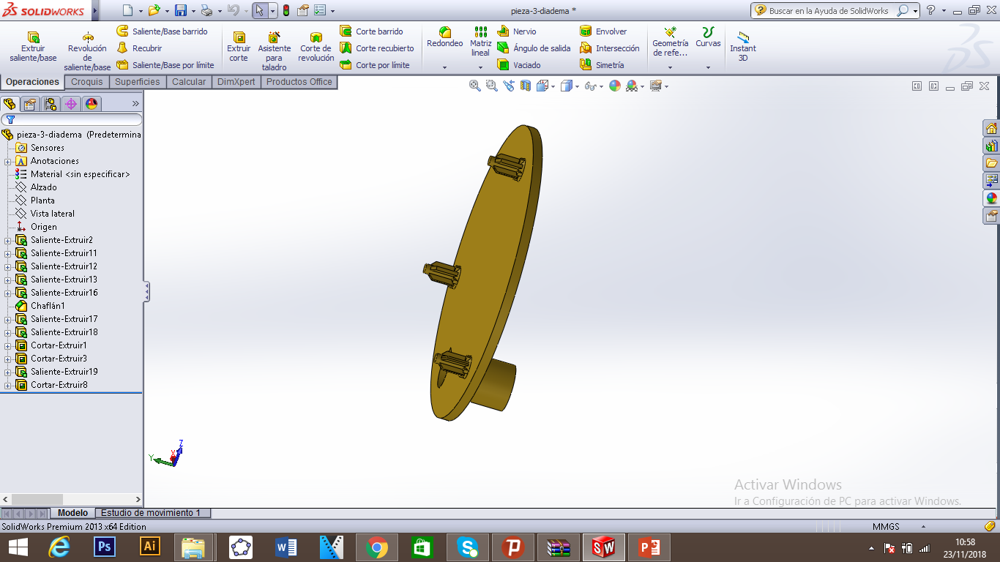 SOLIDWORKS
pieza-3-diadema *
Buscar en la Ayuda de SolidWorks
?
Extruir
saliente/base
Revolución
de
saliente/base
Saliente/Base barrido
Recubrir
Saliente/Base por límite
Extruir
corte
Asistente
para
taladro
Corte de
revolución
Corte barrido
Corte recubierto
Corte por límite
Redondeo
Matriz
lineal
Nervio
Ángulo de salida
Vaciado
Envolver
Intersección
Simetría
Geometría
de refe...
Curvas
Instant
3D
Operaciones
Croquis
Superficies
Calcular
DimXpert
Productos Office
pieza-3-diadema (Predetermina
Sensores
Anotaciones
Material <sin especificar>
Alzado
Planta
Vista lateral
Origen
Saliente-Extruir2
Saliente-Extruir11
Saliente-Extruir12
Saliente-Extruir13
Saliente-Extruir16
Chaflán1
Saliente-Extruir17
Saliente-Extruir18
Cortar-Extruir1
Cortar-Extruir3
Saliente-Extruir19
Cortar-Extruir8
Z
Y
X
Activar Windows
Ir a Configuración de PC para activar Windows.
Modelo
Estudio de movimiento 1
SolidWorks Premium 2013 x64 Edition
MMGS
Ps
Ai
SW
10:58
23/11/2018